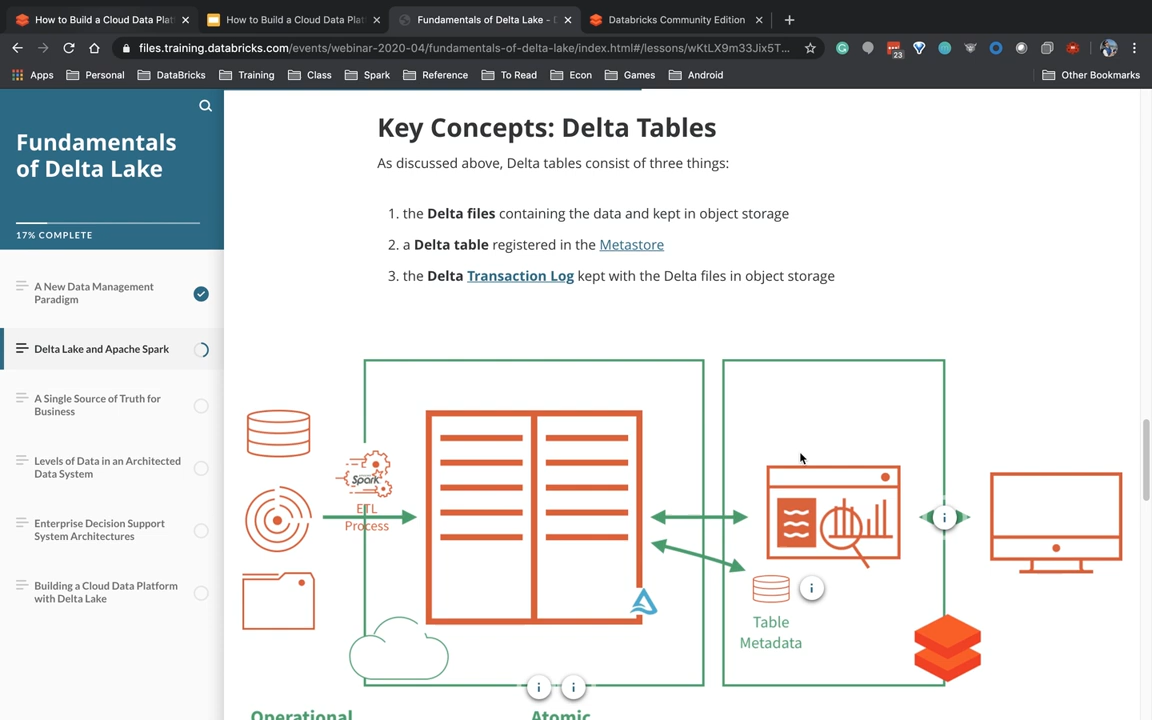 How to Build a Cloud Data Plat
How to Build a Cloud Data Plat
Fundamentals of Delta Lake -
Databricks Community Edition
files.training.databricks.com/events/webinar-2020-04/fundamentals-of-delta-lake/index.html#/lessons/wKtLX9m33Jix5T...
23
Apps
Personal
DataBricks
Training
Class
Spark
Reference
To Read
Econ
Games
Android
Other Bookmarks
Fundamentals
of Delta Lake
17% COMPLETE
A New Data Management
Paradigm
Delta Lake and Apache Spark
A Single Source of Truth for
Business
Levels of Data in an Architected
Data System
Enterprise Decision Support
System Architectures
Building a Cloud Data Platform
with Delta Lake
Key Concepts: Delta Tables
As discussed above, Delta tables consist of three things:
1. the Delta files containing the data and kept in object storage
2. a Delta table registered in the Metastore
3. the Delta Transaction Log kept with the Delta files in object storage
Spark
ETL
Process
i
i
Table
Metadata
i
i
Operational
Atomic